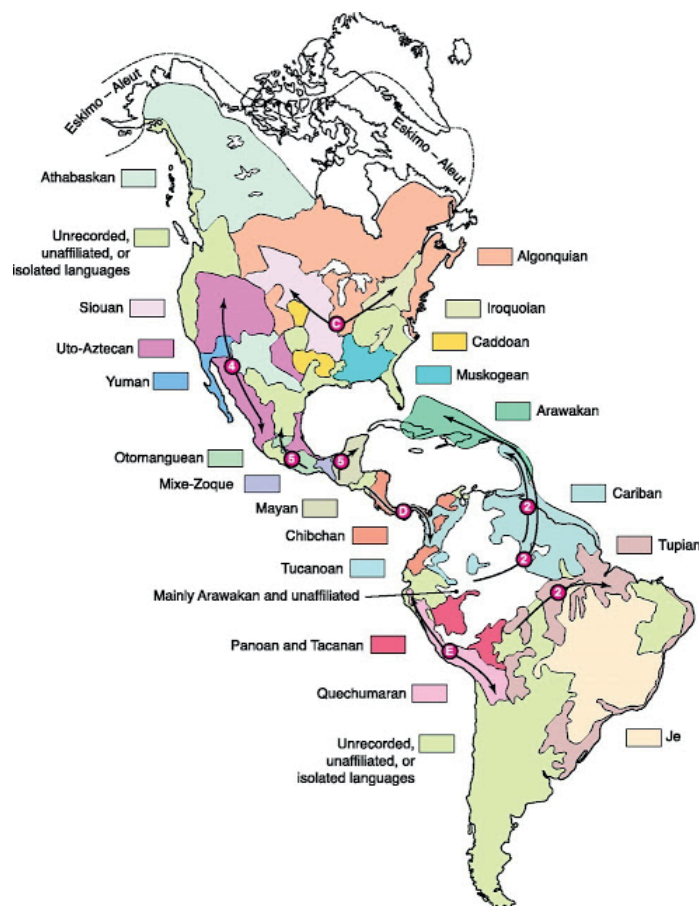 Eskimo – Aleut
Eskimo – Aleut
Athabaskan
Unrecorded,
unaffiliated, or
isolated languages
Algonquian
Siouan
Iroquoian
C
Uto-Aztecan
Caddoan
4
Yuman
Muskogean
Arawakan
Otomanguean
5
5
Mixe-Zoque
Cariban
Mayan
D
2
Chibchan
Tupian
Tucanoan
2
Mainly Arawakan and unaffiliated
2
Panoan and Tacanan
E
Quechumaran
Unrecorded,
unaffiliated, or
isolated languages
Je